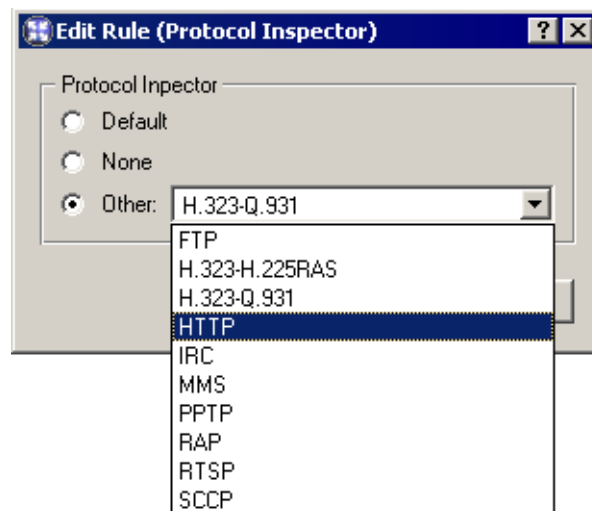 Edit Rule (Protocol Inspector)
Protocol Inpector
Default
None
Other: H.323-Q.931
FTP
H.323-H.225RAS
H.323-Q.931
HTTP
IRC
MMS
PPTP
RAP
RTSP
SCCP